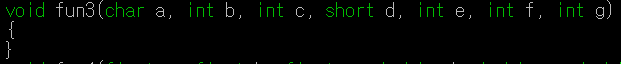 void fun3(char a, int b, int c, short d, int e, int f, int g)
{
}